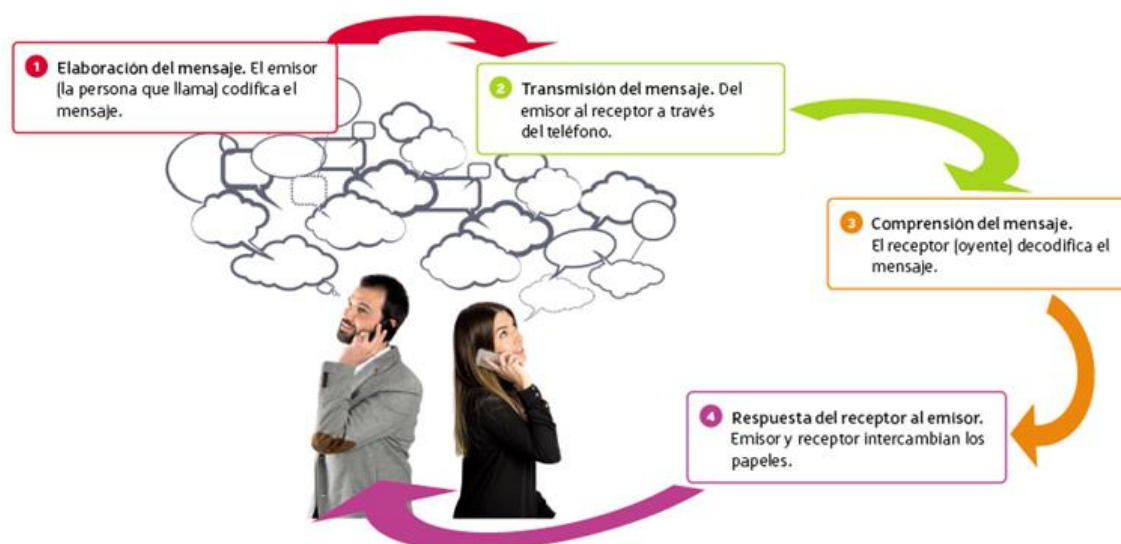 1 Elaboración del mensaje. El emisor
(la persona que llama) codifica el
mensaje.
2 Transmisión del mensaje. Del
emisor al receptor a través
del teléfono.
3 Comprensión del mensaje.
El receptor (oyente) decodifica el
mensaje.
4 Respuesta del receptor al emisor.
Emisor y receptor intercambian los
papeles.